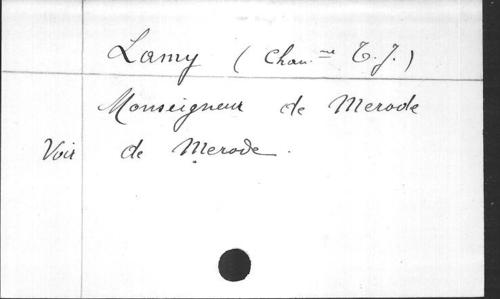 Lamy (Chan.ne T. J.)
Monseigneur de Merode
Voir de Merode.